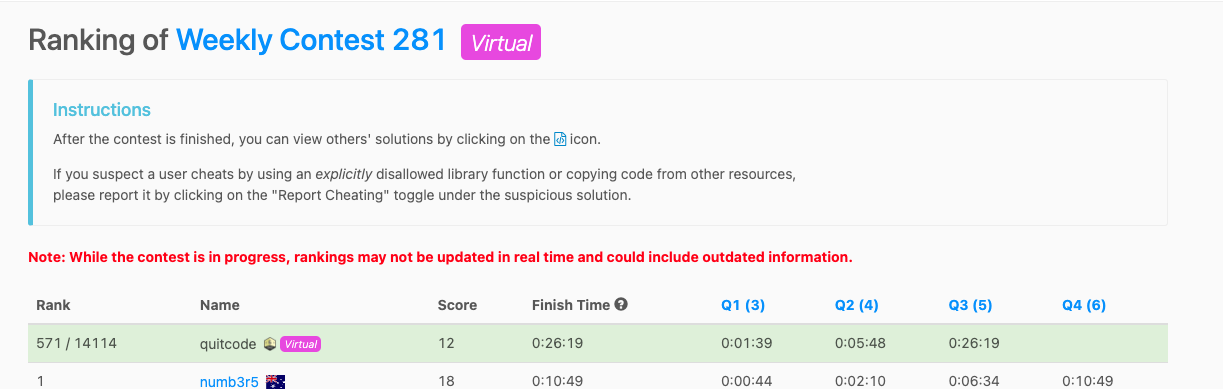 Ranking of Weekly Contest 281 Virtual
Instructions
After the contest is finished, you can view others' solutions by clicking on the icon.
If you suspect a user cheats by using an explicitly disallowed library function or copying code from other resources,
please report it by clicking on the "Report Cheating" toggle under the suspicious solution.
Note: While the contest is in progress, rankings may not be updated in real time and could include outdated information.
Rank Name Score Finish Time ? Q1 (3) Q2 (4) Q3 (5) Q4 (6)
571 / 14114 quitcode Virtual 12 0:26:19 0:01:39 0:05:48 0:26:19
1 numb3r5 18 0:10:49 0:00:44 0:02:10 0:06:34 0:10:49